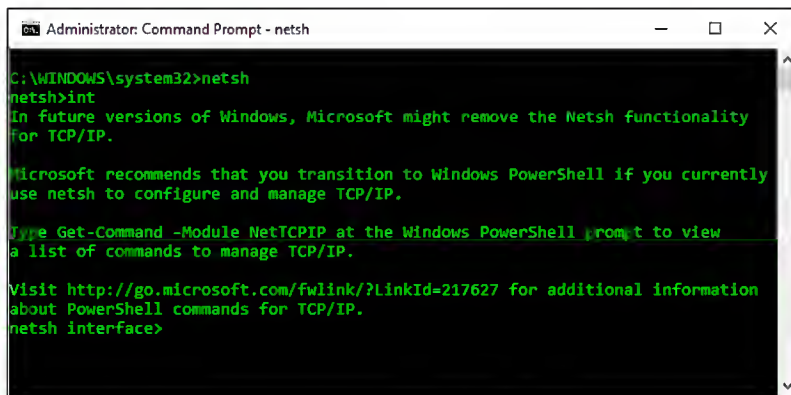 Administrator: Command Prompt - netsh
C:\WINDOWS\system32>netsh
netsh>int
In future versions of Windows, Microsoft might remove the Netsh functionality
for TCP/IP.
Microsoft recommends that you transition to Windows PowerShell if you currently
use netsh to configure and manage TCP/IP.
Type Get-Command -Module NetTCPIP at the Windows PowerShell prompt to view
a list of commands to manage TCP/IP.
Visit http://go.microsoft.com/fwlink/?LinkId=217627 for additional information
about PowerShell commands for TCP/IP.
netsh interface>